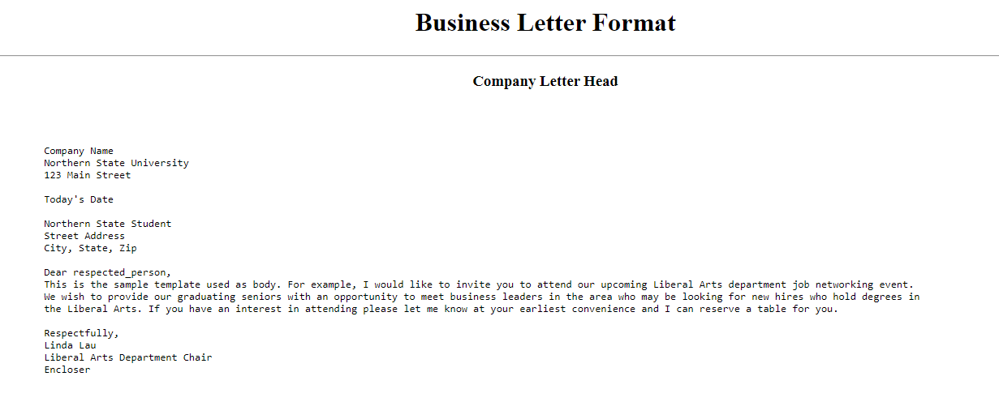 Business Letter Format
Company Letter Head
Company Name
Northern State University
123 Main Street
Today's Date
Northern State Student
Street Address
City, State, Zip
Dear respected_person,
This is the sample template used as body. For example, I would like to invite you to attend our upcoming Liberal Arts department job networking event.
We wish to provide our graduating seniors with an opportunity to meet business leaders in the area who may be looking for new hires who hold degrees in
the Liberal Arts. If you have an interest in attending please let me know at your earliest convenience and I can reserve a table for you.
Respectfully,
Linda Lau
Liberal Arts Department Chair
Encloser